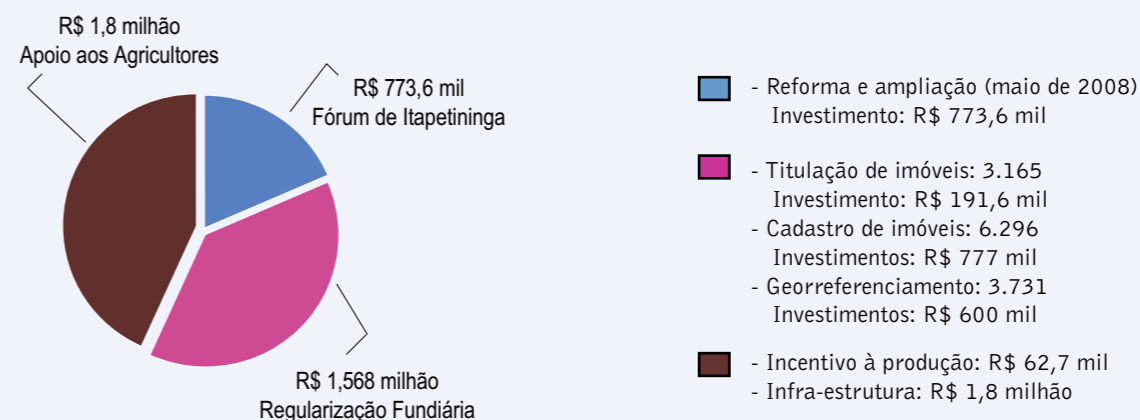 R$ 1,8 milhão
Apoio aos Agricultores
R$ 773,6 mil
Fórum de Itapetininga
R$ 1,568 milhão
Regularização Fundiária
- Reforma e ampliação (maio de 2008)
Investimento: R$ 773,6 mil
- Titulação de imóveis: 3.165
Investimento: R$ 191,6 mil
- Cadastro de imóveis: 6.296
Investimentos: R$ 777 mil
- Georreferenciamento: 3.731
Investimentos: R$ 600 mil
- Incentivo à produção: R$ 62,7 mil
- Infra-estrutura: R$ 1,8 milhão